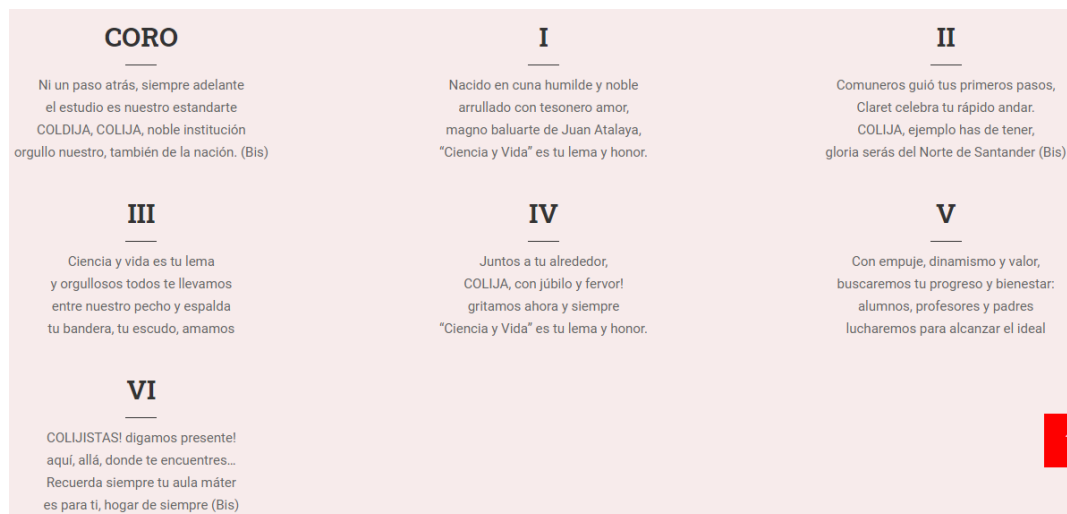 CORO
Ni un paso atrás, siempre adelante
el estudio es nuestro estandarte
COLDIJA, COLIJA, noble institución
orgullo nuestro, también de la nación. (Bis)
I
Nacido en cuna humilde y noble
arrullado con tesonero amor,
magno baluarte de Juan Atalaya,
“Ciencia y Vida” es tu lema y honor.
II
Comuneros guió tus primeros pasos,
Claret celebra tu rápido andar.
COLIJA, ejemplo has de tener,
gloria serás del Norte de Santander (Bis)
III
Ciencia y vida es tu lema
y orgullosos todos te llevamos
entre nuestro pecho y espalda
tu bandera, tu escudo, amamos
IV
Juntos a tu alrededor,
COLIJA, con júbilo y fervor!
gritamos ahora y siempre
“Ciencia y Vida” es tu lema y honor.
V
Con empuje, dinamismo y valor,
buscaremos tu progreso y bienestar:
alumnos, profesores y padres
lucharemos para alcanzar el ideal
VI
COLIJISTAS! digamos presente!
aquí, allá, donde te encuentres…
Recuerda siempre tu aula máter
es para ti, hogar de siempre (Bis)